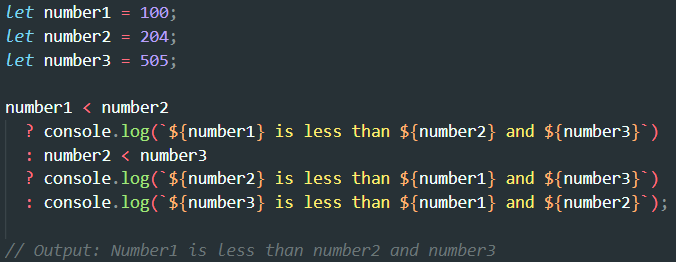 let number1 = 100;
let number2 = 204;
let number3 = 505;
number1 < number2
? console.log(`${number1} is less than ${number2} and ${number3}`)
: number2 < number3
? console.log(`${number2} is less than ${number1} and ${number3}`)
: console.log(`${number3} is less than ${number1} and ${number2}`);
// Output: Number1 is less than number2 and number3